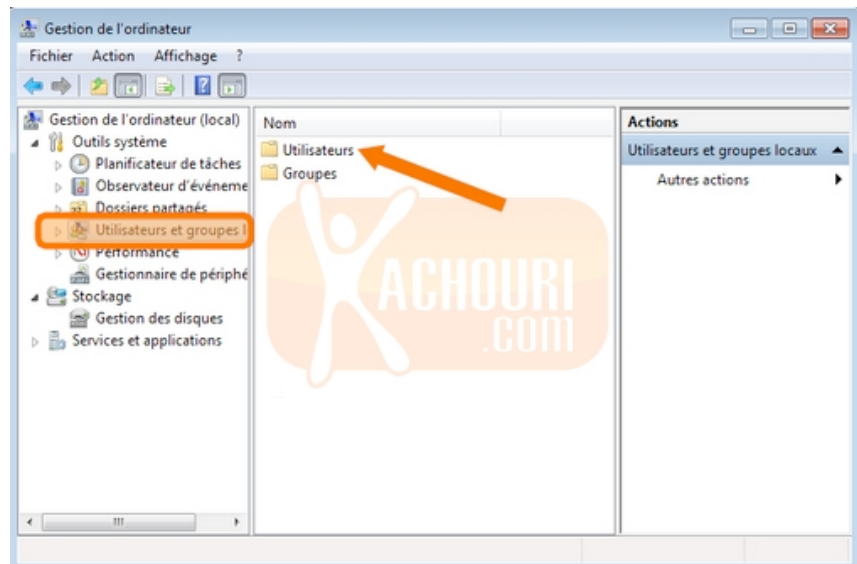 Gestion de l'ordinateur
Fichier Action Affichage ?
Gestion de l'ordinateur (local)
Outils système
Planificateur de tâches
Observateur d'événeme
Dossiers partagés
Utilisateurs et groupes l
Performance
Gestionnaire de périphé
Stockage
Gestion des disques
Services et applications
Nom
Utilisateurs
Groupes
KACHOURI
.COM
Actions
Utilisateurs et groupes locaux
Autres actions